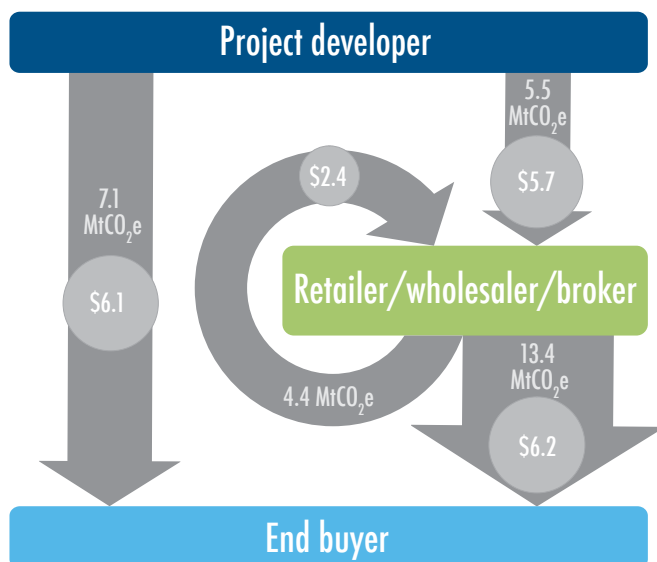 Project developer
5.5
MtCO₂e
$5.7
$2.4
7.1
MtCO₂e
$6.1
Retailer/wholesaler/broker
4.4 MtCO₂e
13.4
MtCO₂e
$6.2
End buyer